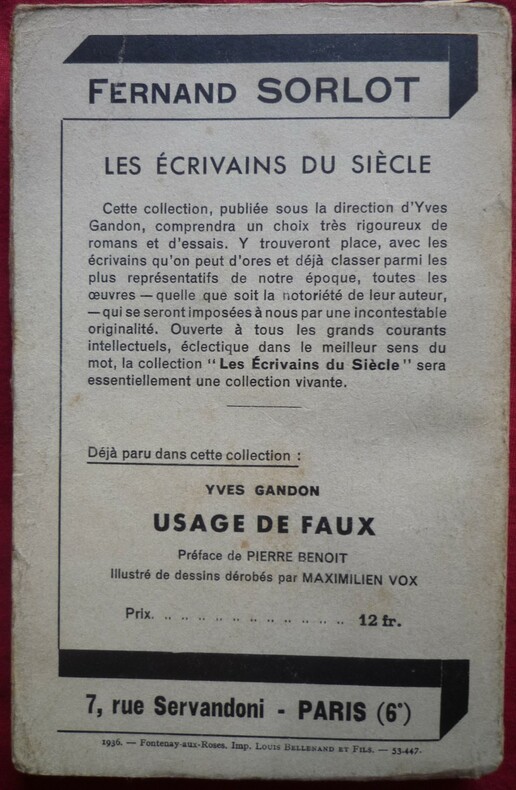 FERNAND SORLOT
LES ÉCRIVAINS DU SIÈCLE
Cette collection, publiée sous la direction d'Yves
Gandon, comprendra un choix très rigoureux de
romans et d'essais. Y trouveront place, avec les
écrivains qu'on peut d'ores et déjà classer parmi les
plus représentatifs de notre époque, toutes les
œuvres — quelle que soit la notoriété de leur auteur,
— qui se seront imposées à nous par une incontestable
originalité. Ouverte à tous les grands courants
intellectuels, éclectique dans le meilleur sens du
mot, la collection "Les Écrivains du Siècle" sera
essentiellement une collection vivante.
Déjà paru dans cette collection :
YVES GANDON
USAGE DE FAUX
Préface de PIERRE BENOIT
Illustré de dessins dérobés par MAXIMILIEN VOX
Prix. .. .. .. .. .. .. .. .. .. .. .. 12 fr.
7, rue Servandoni - PARIS (6°)
1936. — Fontenay-aux-Roses. Imp. LOUIS BELLENAND ET FILS. — 53-447.